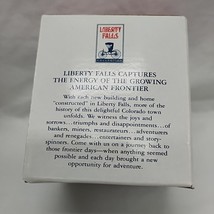 LIBERTY
FALLS
LIBERTY FALLS CAPTURES
THE ENERGY OF THE GROWING
AMERICAN FRONTIER
With each new building and home
"constructed" in Liberty Falls, more of the
history of this delightful Colorado town
unfolds. We witness the joys and
sorrows...triumphs and disappointments...of
bankers, miners, restaurateurs...adventurers
and renegades...entertainers and story-
spinners. Come with us on a journey back to
those frontier days—when anything seemed
possible and each day brought a new
opportunity for adventure.